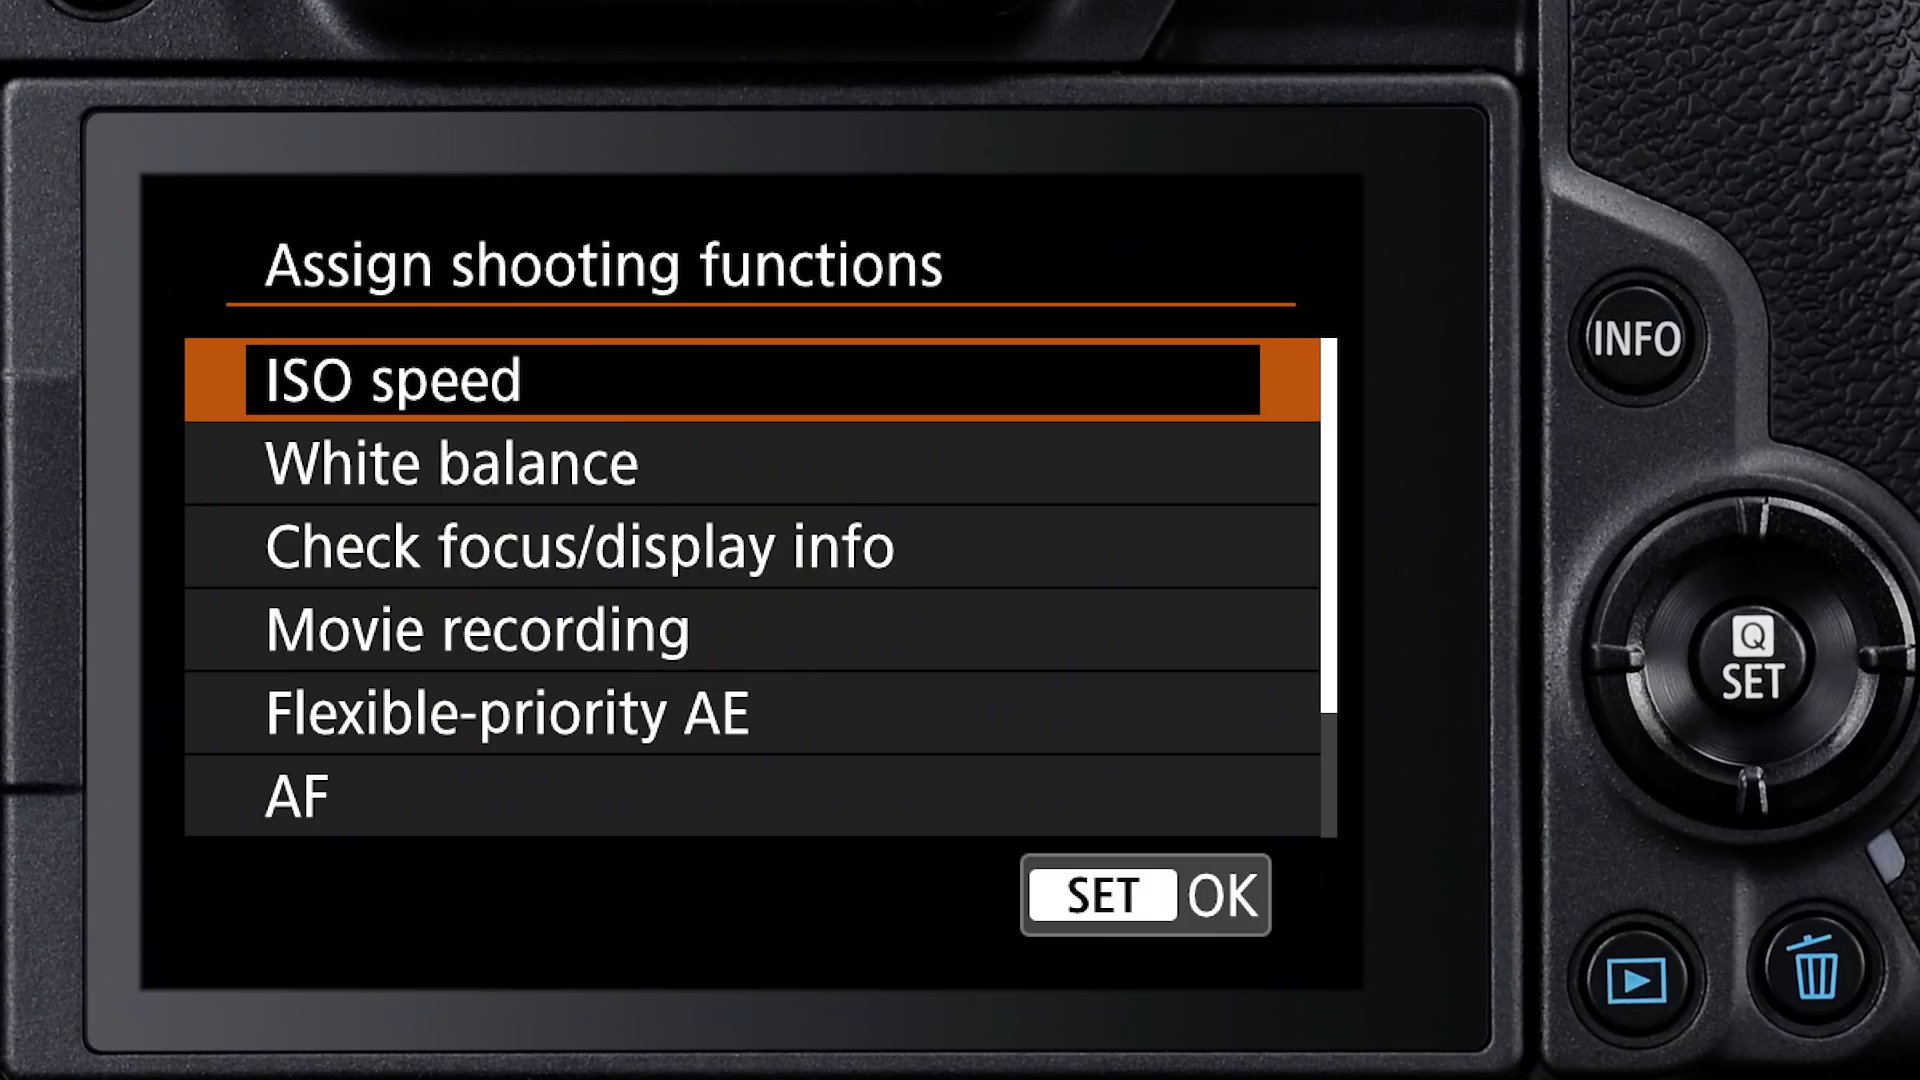 Assign shooting functions
ISO speed
White balance
Check focus/display info
Movie recording
Flexible-priority AE
AF
SET OK
INFO
Q
SET